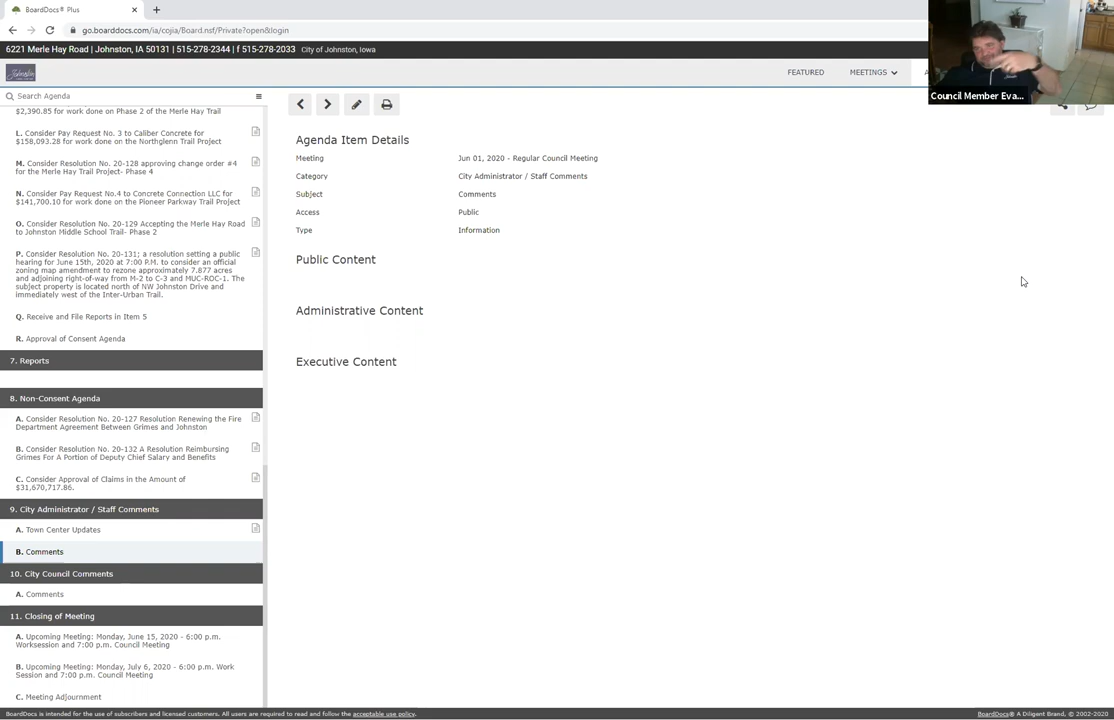 BoardDocs® Plus
go.boarddocs.com/ia/cojia/Board.nsf/Private?open&login
6221 Merle Hay Road | Johnston, IA 50131 | 515-278-2344 | f 515-278-2033 City of Johnston, Iowa
Johnston
FEATURED
MEETINGS
Council Member Eva...
Search Agenda
$2,390.85 for work done on Phase 2 of the Merle Hay Trail
L. Consider Pay Request No. 3 to Caliber Concrete for
$158,093.28 for work done on the Northglenn Trail Project
M. Consider Resolution No. 20-128 approving change order #4
for the Merle Hay Trail Project- Phase 4
N. Consider Pay Request No.4 to Concrete Connection LLC for
$141,700.10 for work done on the Pioneer Parkway Trail Project
O. Consider Resolution No. 20-129 Accepting the Merle Hay Road
to Johnston Middle School Trail- Phase 2
P. Consider Resolution No. 20-131; a resolution setting a public
hearing for June 15th, 2020 at 7:00 P.M. to consider an official
zoning map amendment to rezone approximately 7.877 acres
and adjoining right-of-way from M-2 to C-3 and MUC-ROC-1. The
subject property is located north of NW Johnston Drive and
immediately west of the Inter-Urban Trail.
Q. Receive and File Reports in Item 5
R. Approval of Consent Agenda
7. Reports
8. Non-Consent Agenda
A. Consider Resolution No. 20-127 Resolution Renewing the Fire
Department Agreement Between Grimes and Johnston
B. Consider Resolution No. 20-132 A Resolution Reimbursing
Grimes For A Portion of Deputy Chief Salary and Benefits
C. Consider Approval of Claims in the Amount of
$31,670,717.86.
9. City Administrator / Staff Comments
A. Town Center Updates
B. Comments
10. City Council Comments
A. Comments
11. Closing of Meeting
A. Upcoming Meeting: Monday, June 15, 2020 - 6:00 p.m.
Worksession and 7:00 p.m. Council Meeting
B. Upcoming Meeting: Monday, July 6, 2020 - 6:00 p.m. Work
Session and 7:00 p.m. Council Meeting
C. Meeting Adjournment
Agenda Item Details
Meeting Jun 01, 2020 - Regular Council Meeting
Category City Administrator / Staff Comments
Subject Comments
Access Public
Type Information
Public Content
Administrative Content
Executive Content
BoardDocs is intended for the use of subscribers and licensed customers. All users are required to read and follow the acceptable use policy.
BoardDocs® A Diligent Brand, © 2002-2020